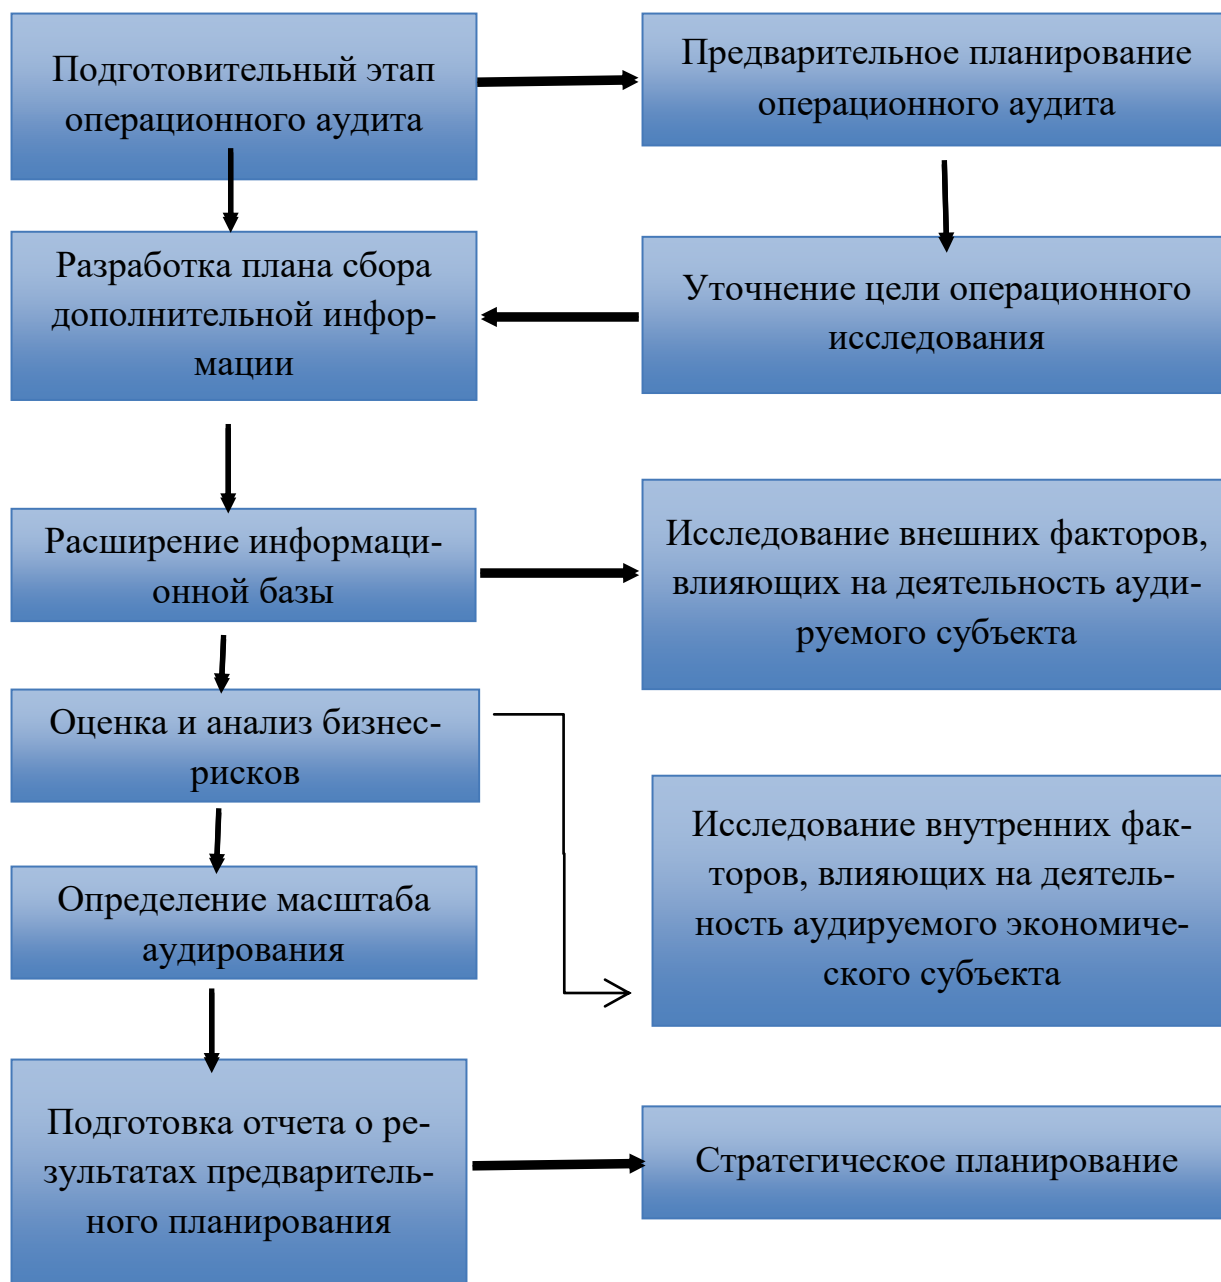 Подготовительный этап
операционного аудита
Предварительное планирование
операционного аудита
Разработка плана сбора
дополнительной инфор-
мации
Уточнение цели операционного
исследования
Расширение информаци-
онной базы
Исследование внешних факторов,
влияющих на деятельность ауди-
руемого субъекта
Оценка и анализ бизнес-
рисков
Исследование внутренних фак-
торов, влияющих на деятель-
ность аудируемого экономиче-
ского субъекта
Определение масштаба
аудирования
Подготовка отчета о ре-
зультатах предваритель-
ного планирования
Стратегическое планирование